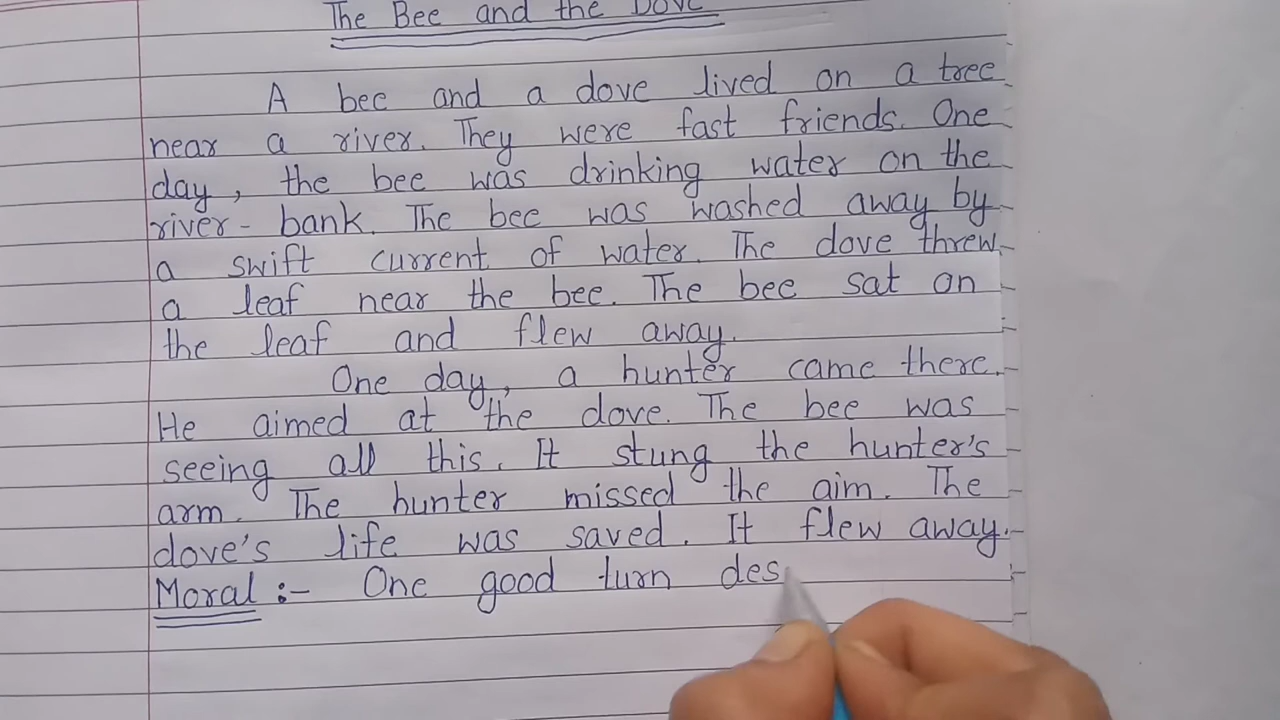 The Bee and the Dove
A bee and a dove lived on a tree
near a river. They were fast friends. One
day, the bee was drinking water on the
river-bank. The bee was washed away by
a swift current of water. The dove threw
a leaf near the bee. The bee sat on
the leaf and flew away.
One day, a hunter came there.
He aimed at the dove. The bee was
seeing all this. It stung the hunter's
arm. The hunter missed the aim. The
dove's life was saved. It flew away.
Moral :- One good turn des